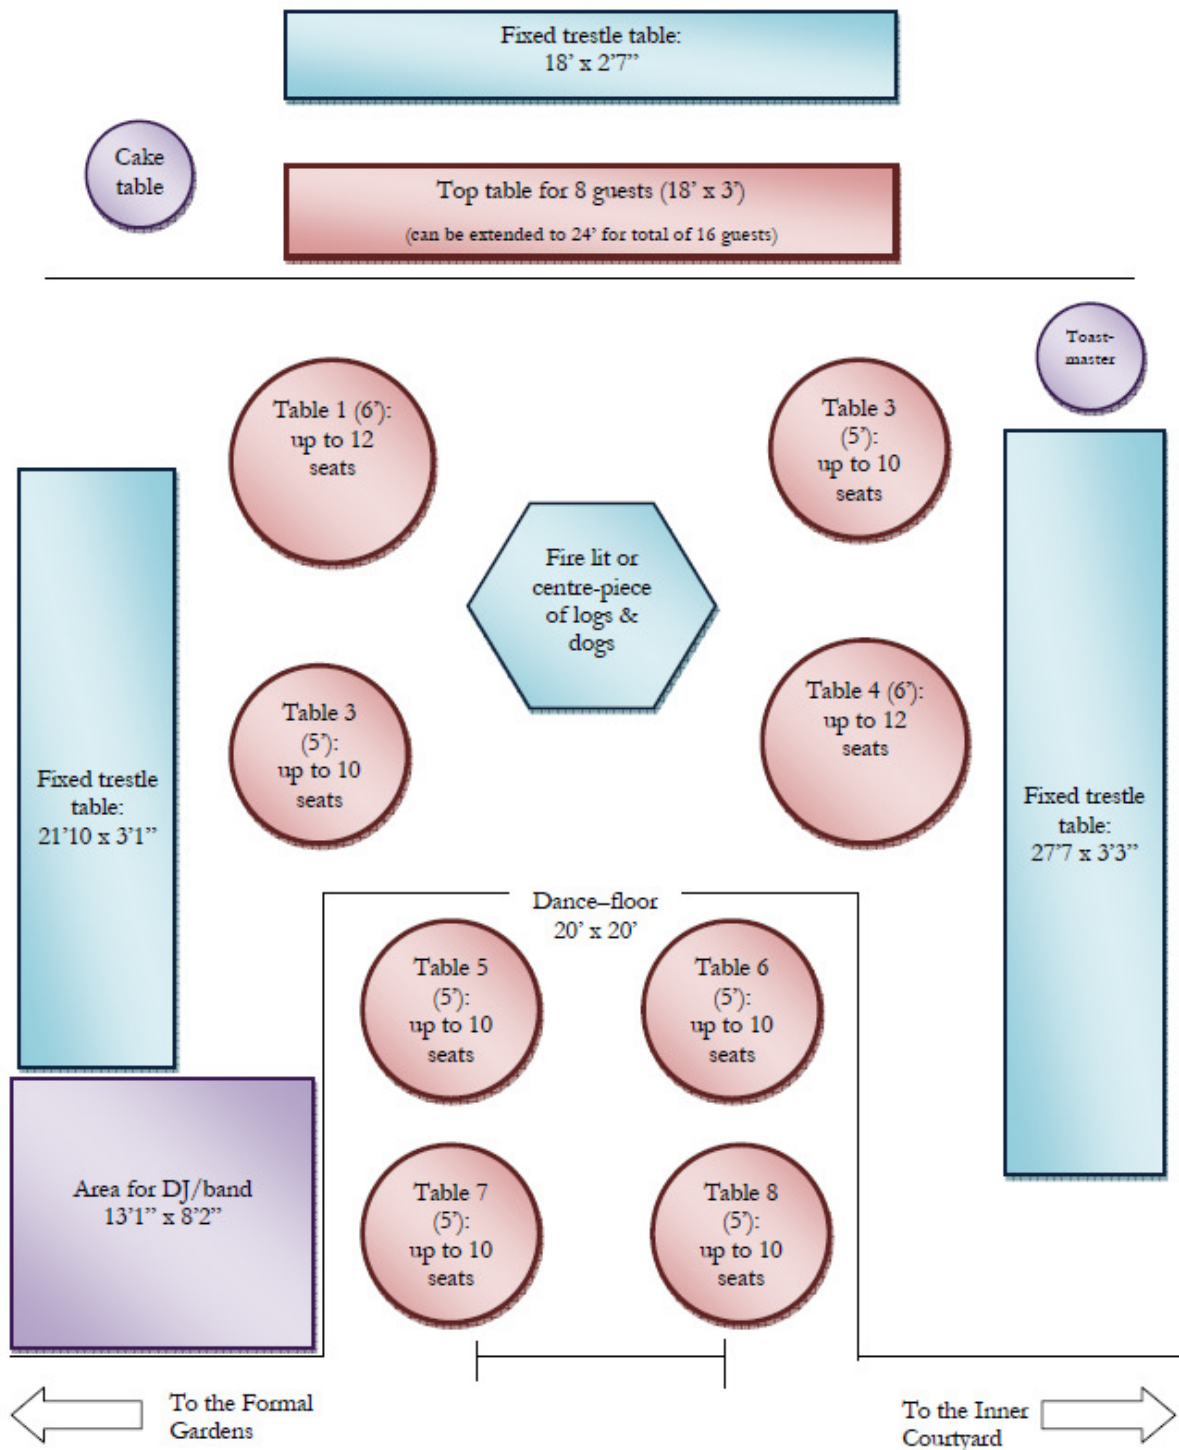 Fixed trestle table:
18’ x 2’7”
Cake
table
Top table for 8 guests (18’ x 3’)
(can be extended to 24’ for total of 16 guests)
Toast-
master
Table 1 (6’):
up to 12
seats
Table 3
(5’):
up to 10
seats
Fire lit or
centre-piece
of logs &
dogs
Table 3
(5’):
up to 10
seats
Table 4 (6’):
up to 12
seats
Fixed trestle
table:
21’10 x 3’1”
Fixed trestle
table:
27’7 x 3’3”
Dance–floor
20’ x 20’
Table 5
(5’):
up to 10
seats
Table 6
(5’):
up to 10
seats
Area for DJ/band
13’1” x 8’2”
Table 7
(5’):
up to 10
seats
Table 8
(5’):
up to 10
seats
To the Formal
Gardens
To the Inner
Courtyard